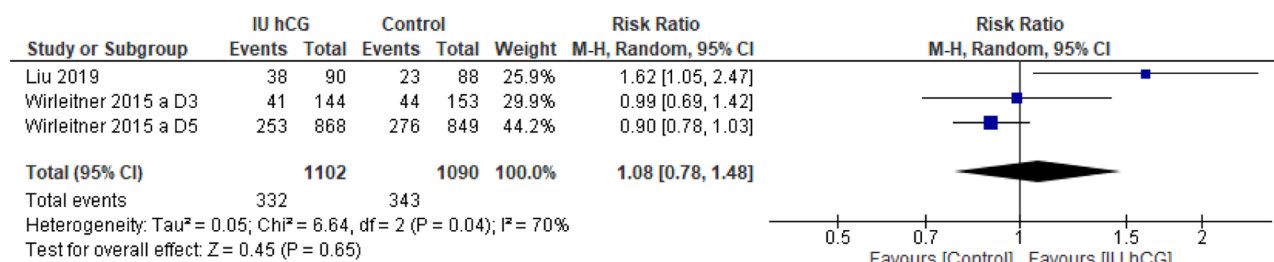 IU hCG Control Risk Ratio Risk Ratio
Study or Subgroup Events Total Events Total Weight M-H, Random, 95% CI M-H, Random, 95% CI
Liu 2019 38 90 23 88 25.9% 1.62 [1.05, 2.47]
Wirleitner 2015 a D3 41 144 44 153 29.9% 0.99 [0.69, 1.42]
Wirleitner 2015 a D5 253 868 276 849 44.2% 0.90 [0.78, 1.03]
Total (95% CI) 1102 1090 100.0% 1.08 [0.78, 1.48]
Total events 332 343
Heterogeneity: Tau² = 0.05; Chi² = 6.64, df = 2 (P = 0.04); I² = 70%
Test for overall effect: Z = 0.45 (P = 0.65)
0.5 0.7 1 1.5 2
Favours [Control] Favours [IU hCG]